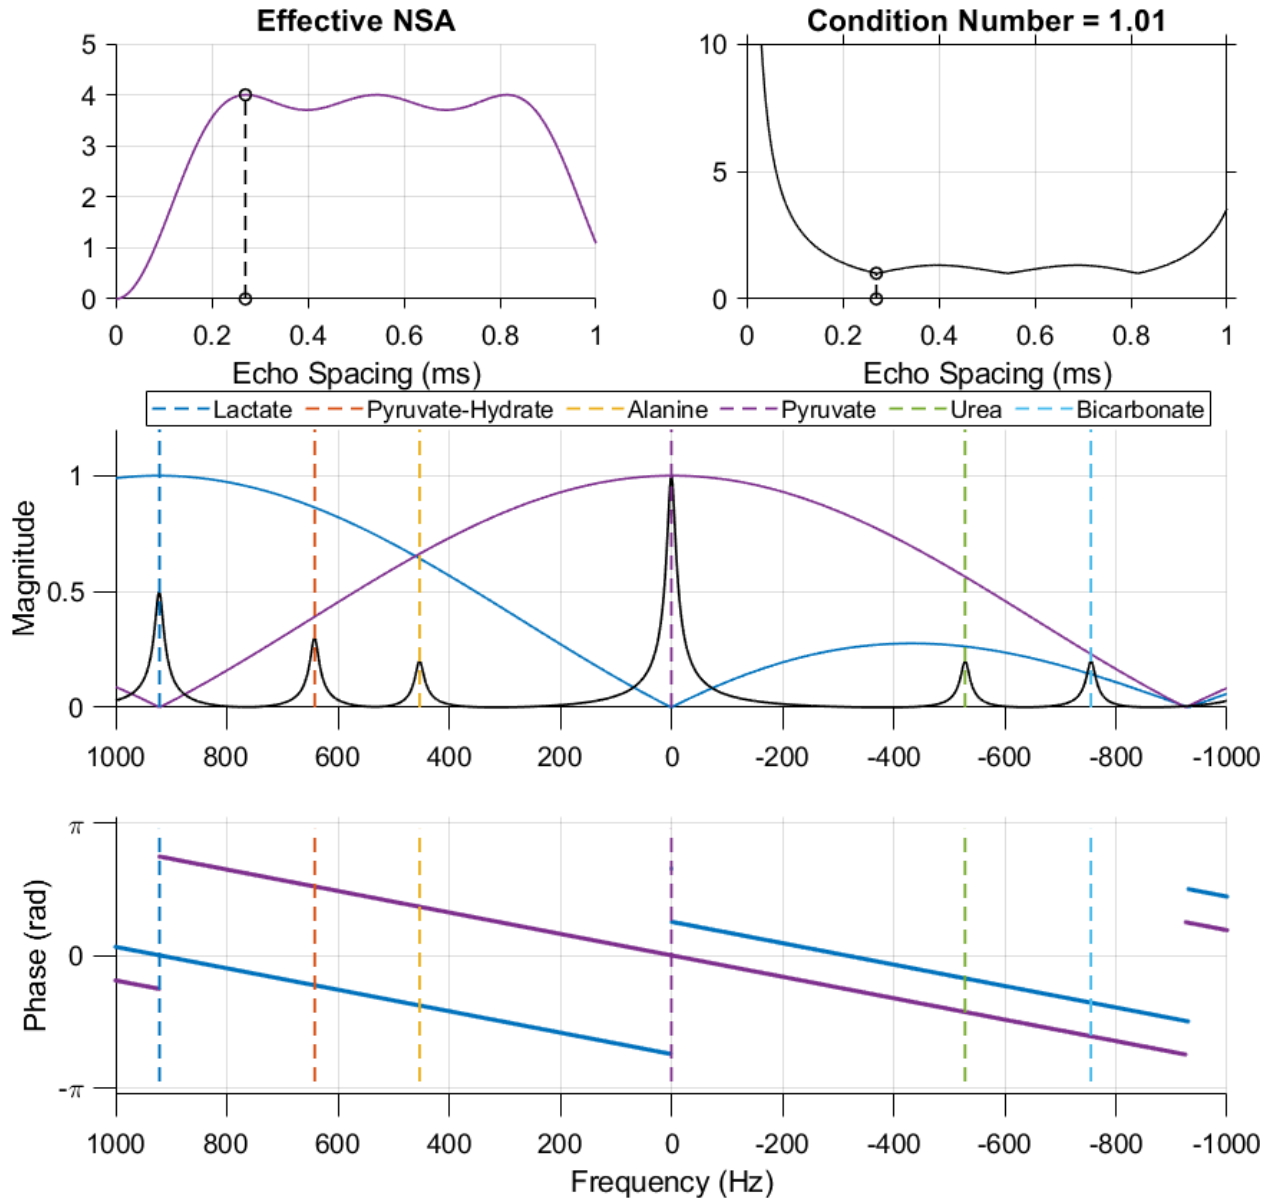 Effective NSA
5
4
3
2
1
0
0 0.2 0.4 0.6 0.8 1
Echo Spacing (ms)
Condition Number = 1.01
10
5
0
0 0.2 0.4 0.6 0.8 1
Echo Spacing (ms)
Lactate Pyruvate-Hydrate Alanine Pyruvate Urea Bicarbonate
Magnitude
1
0.5
0
1000 800 600 400 200 0 -200 -400 -600 -800 -1000
Phase (rad)
π
0
-π
1000 800 600 400 200 0 -200 -400 -600 -800 -1000
Frequency (Hz)